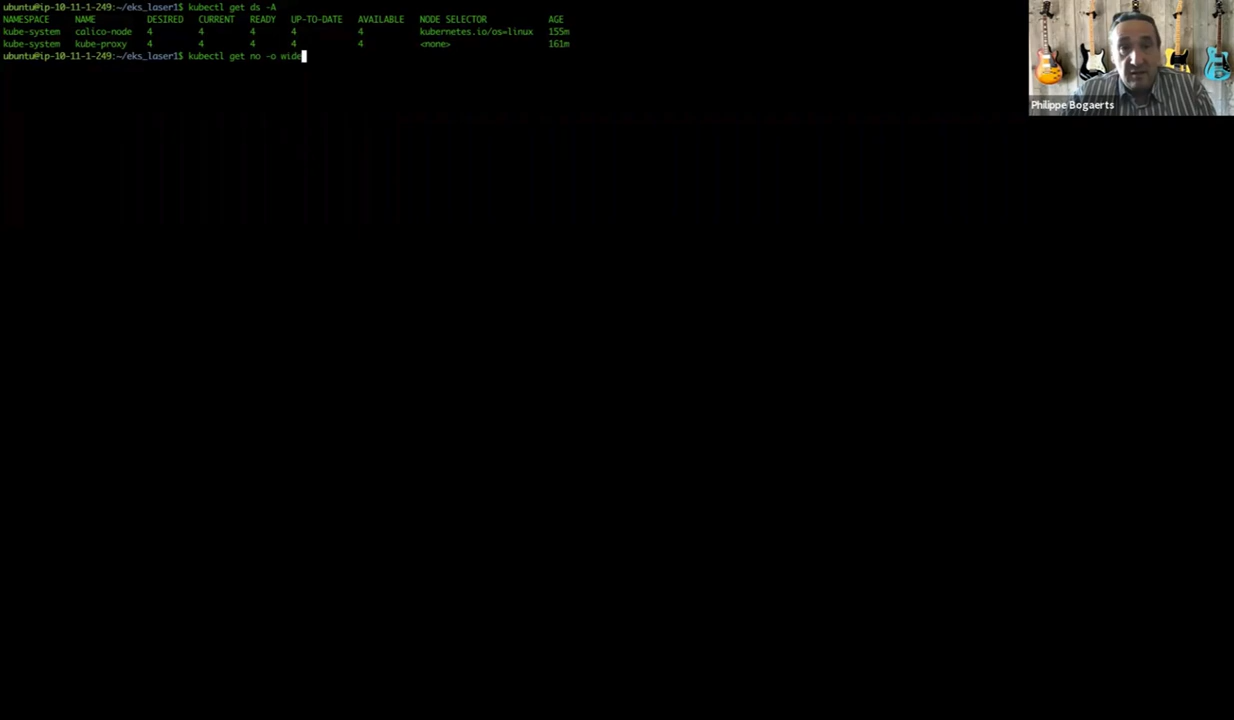 ubuntu@ip-10-11-1-249:~/eks_laser1$ kubectl get ds -A
NAMESPACE NAME DESIRED CURRENT READY UP-TO-DATE AVAILABLE NODE SELECTOR AGE
kube-system calico-node 4 4 4 4 4 kubernetes.io/os=linux 155m
kube-system kube-proxy 4 4 4 4 4 <none> 161m
ubuntu@ip-10-11-1-249:~/eks_laser1$ kubectl get no -o wide
Philippe Bogaerts